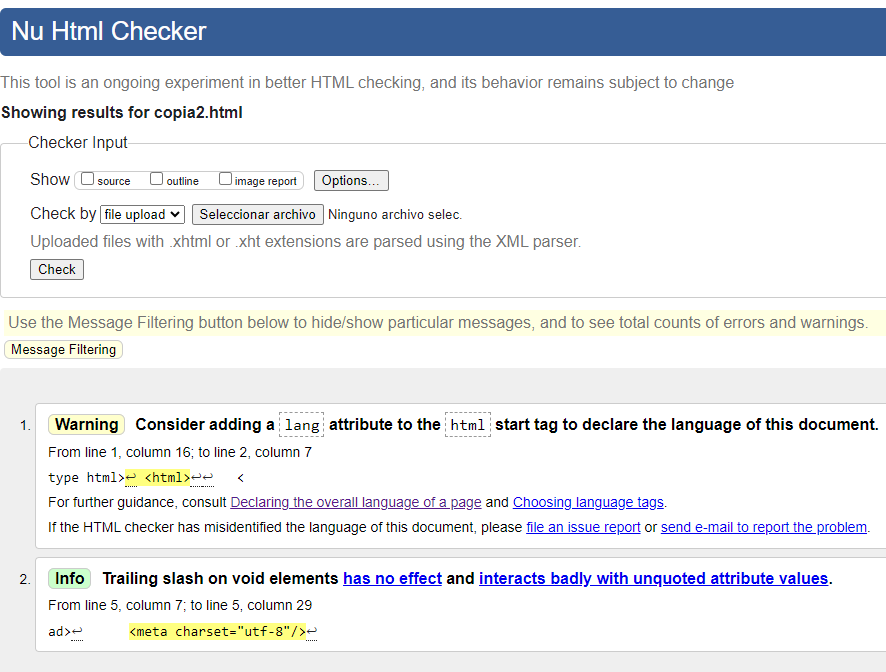 Nu Html Checker
This tool is an ongoing experiment in better HTML checking, and its behavior remains subject to change
Showing results for copia2.html
Checker Input
Show source outline image report Options...
Check by file upload Seleccionar archivo Ninguno archivo selec.
Uploaded files with .xhtml or .xht extensions are parsed using the XML parser.
Check
Use the Message Filtering button below to hide/show particular messages, and to see total counts of errors and warnings.
Message Filtering
1. Warning Consider adding a lang attribute to the html start tag to declare the language of this document.
From line 1, column 16; to line 2, column 7
type html>↩ <html>↩↩ <
For further guidance, consult Declaring the overall language of a page and Choosing language tags.
If the HTML checker has misidentified the language of this document, please file an issue report or send e-mail to report the problem.
2. Info Trailing slash on void elements has no effect and interacts badly with unquoted attribute values.
From line 5, column 7; to line 5, column 29
ad>↩ <meta charset="utf-8"/>↩